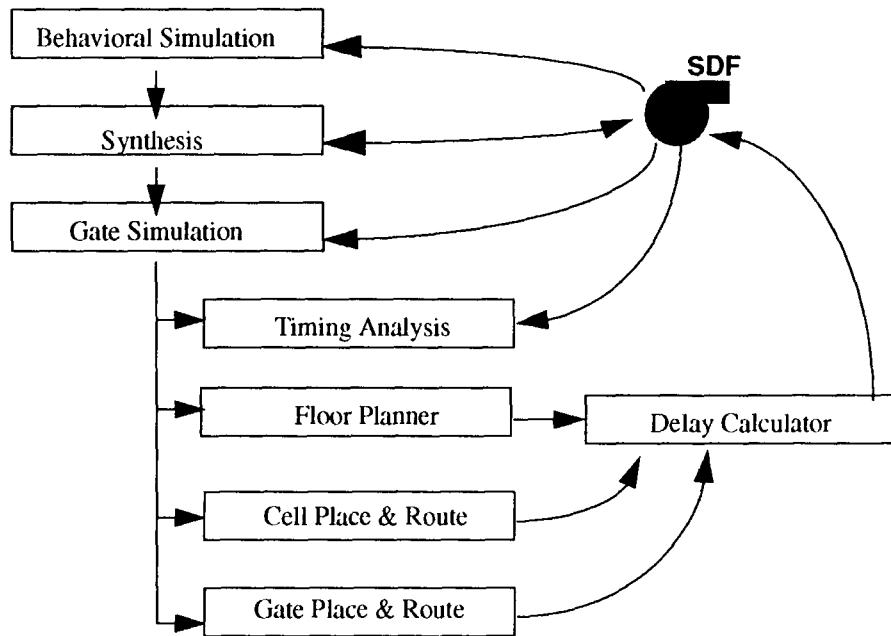 Behavioral Simulation
SDF
Synthesis
Gate Simulation
Timing Analysis
Floor Planner
Delay Calculator
Cell Place & Route
Gate Place & Route